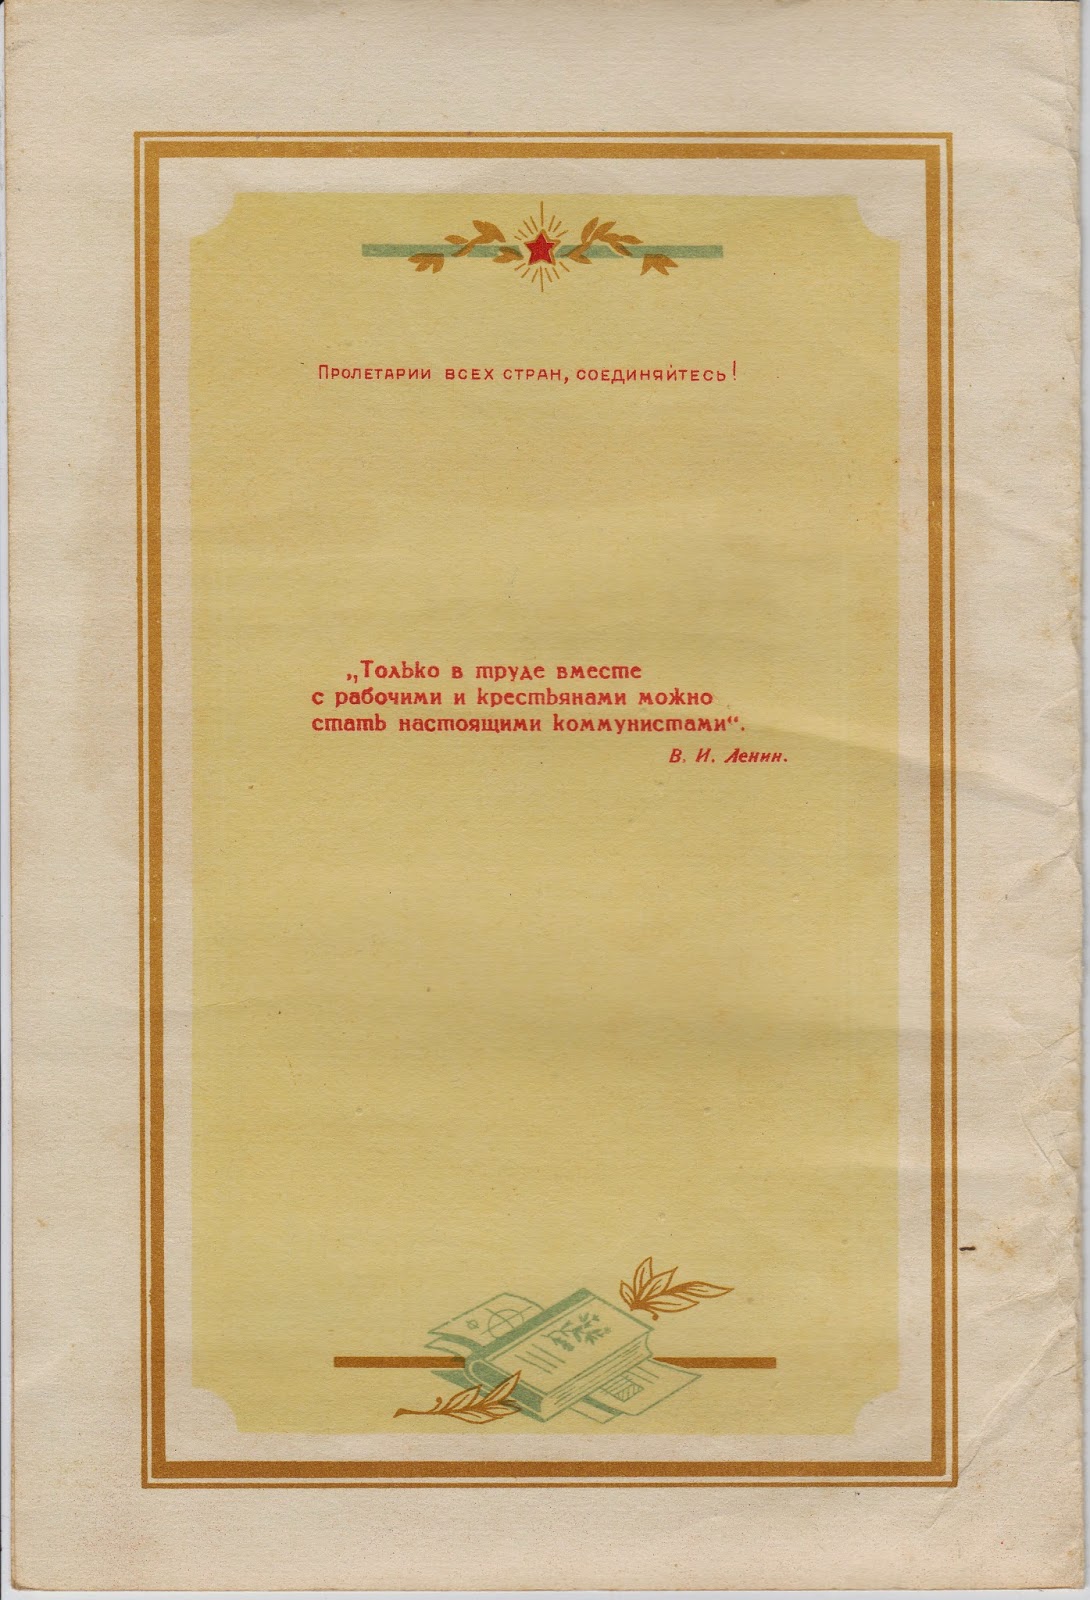 Пролетарии всех стран, соединяйтесь!
„Только в труде вместе
с рабочими и крестьянами можно
стать настоящими коммунистами“.
В. И. Ленин.